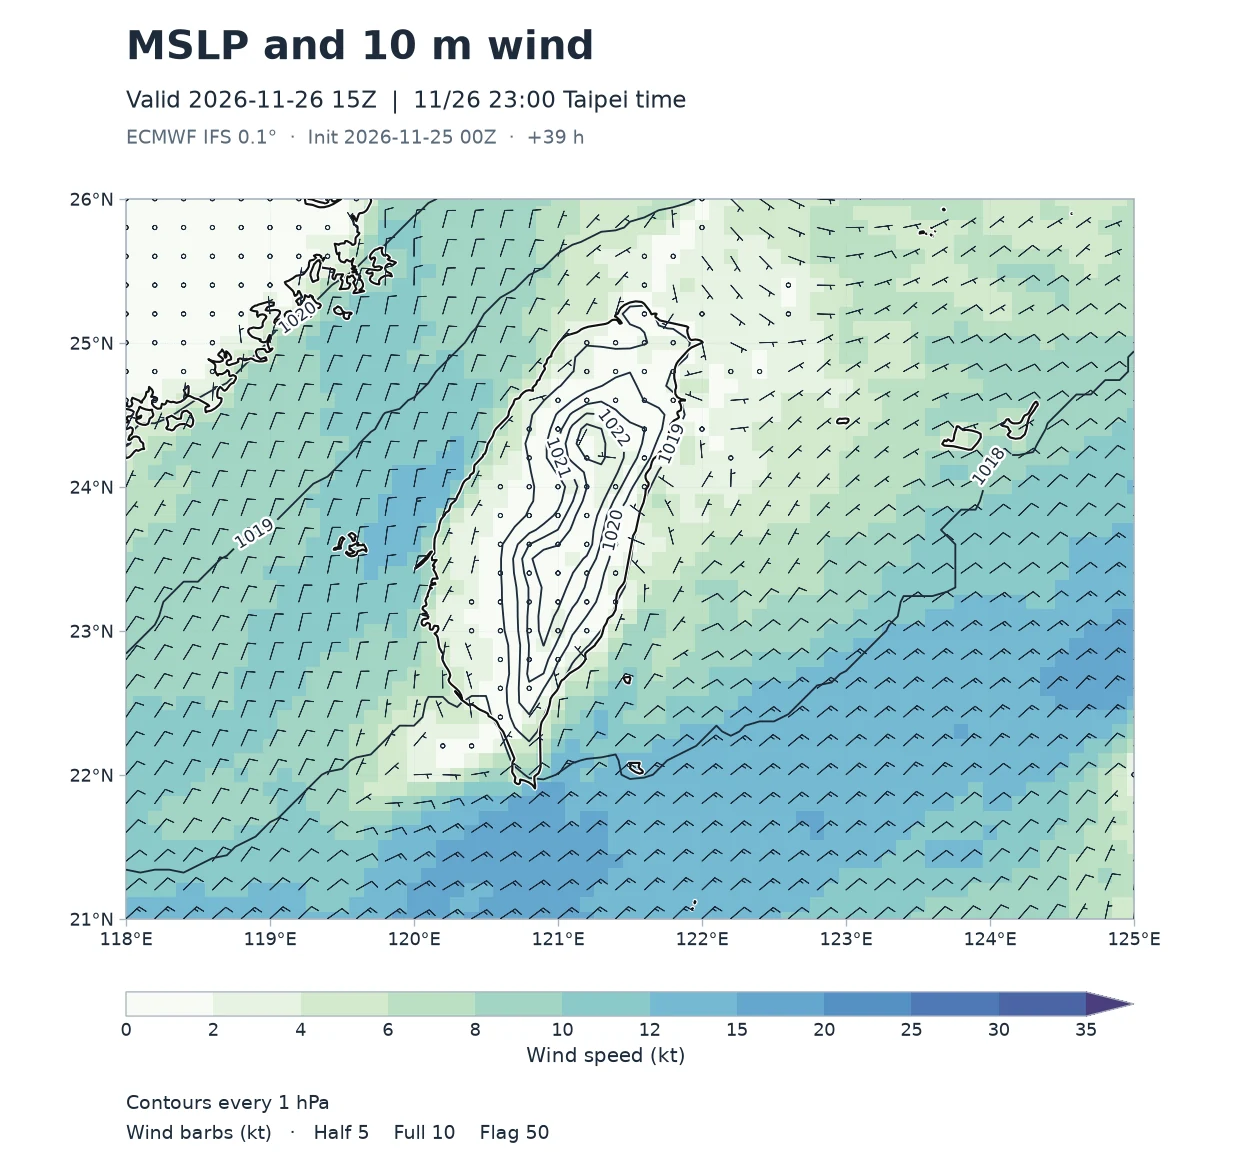 MSLP and 10 m wind
Valid 2026-11-26 15Z | 11/26 23:00 Taipei time
ECMWF IFS 0.1° · Init 2026-11-25 00Z · +39 h
26°N
25°N
24°N
23°N
22°N
21°N
1020
1022
1021
1019
1018
1019
1020
118°E 119°E 120°E 121°E 122°E 123°E 124°E 125°E
0 2 4 6 8 10 12 15 20 25 30 35
Wind speed (kt)
Contours every 1 hPa
Wind barbs (kt) · Half 5 Full 10 Flag 50